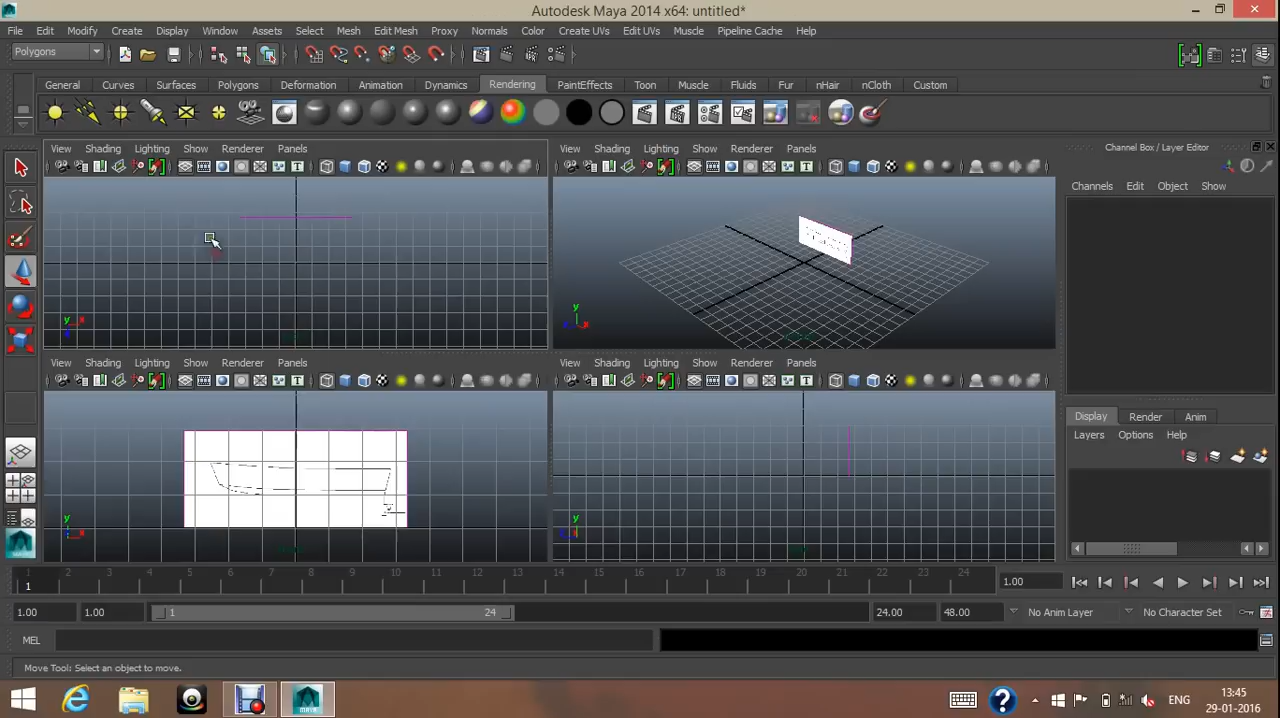 Autodesk Maya 2014 x64: untitled*
File Edit Modify Create Display Window Assets Select Mesh Edit Mesh Proxy Normals Color Create UVs Edit UVs Muscle Pipeline Cache Help
Polygons
General Curves Surfaces Polygons Deformation Animation Dynamics Rendering PaintEffects Toon Muscle Fluids Fur nHair nCloth Custom
View Shading Lighting Show Renderer Panels
View Shading Lighting Show Renderer Panels
Channel Box / Layer Editor
Channels Edit Object Show
y x
z
y
x
View Shading Lighting Show Renderer Panels
View Shading Lighting Show Renderer Panels
Display Render Anim
Layers Options Help
y
x
y
1 2 3 4 5 6 7 8 9 10 11 12 13 14 15 16 17 18 19 20 21 22 23 24
1
1.00
1.00 1.00 1 24 24.00 48.00 No Anim Layer No Character Set
MEL
Move Tool: Select an object to move.
MAYA
ENG
13:45
29-01-2016